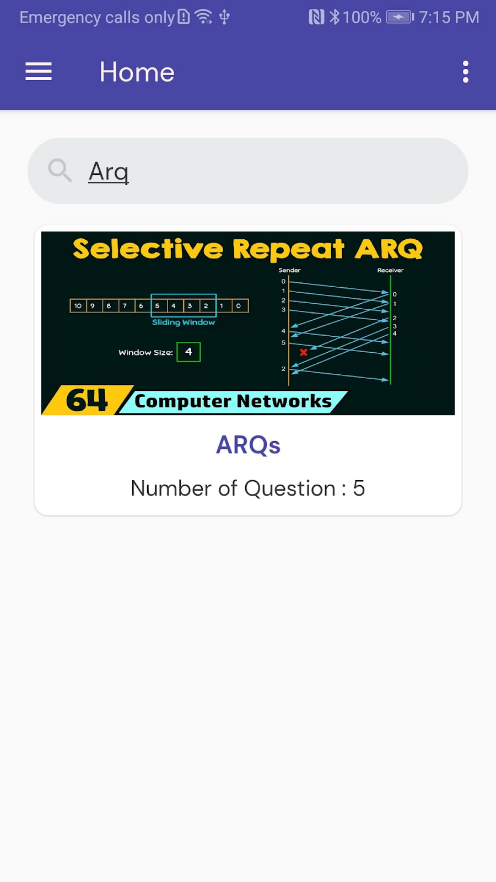 Emergency calls only 100% 7:15 PM
Home
Arq
Selective Repeat ARQ
Sender Receiver
0
1
2
3
4
5
2
0
1
2
3
4
10 9 8 7 6 5 4 3 2 1 0
Sliding Window
Window Size: 4
64 Computer Networks
ARQs
Number of Question : 5